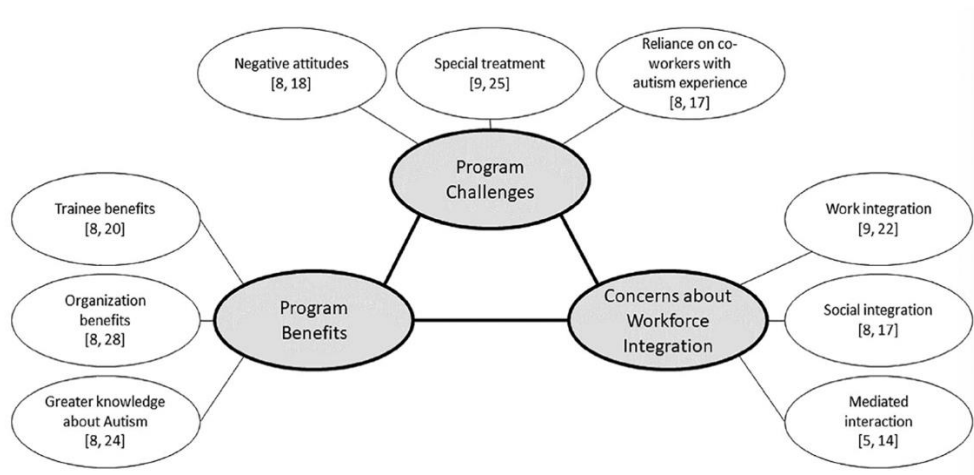 Negative attitudes
[8, 18]
Special treatment
[9, 25]
Reliance on co-
workers with
autism experience
[8, 17]
Program
Challenges
Trainee benefits
[8, 20]
Organization
benefits
[8, 28]
Greater knowledge
about Autism
[8, 24]
Program
Benefits
Concerns about
Workforce
Integration
Work integration
[9, 22]
Social integration
[8, 17]
Mediated
interaction
[5, 14]